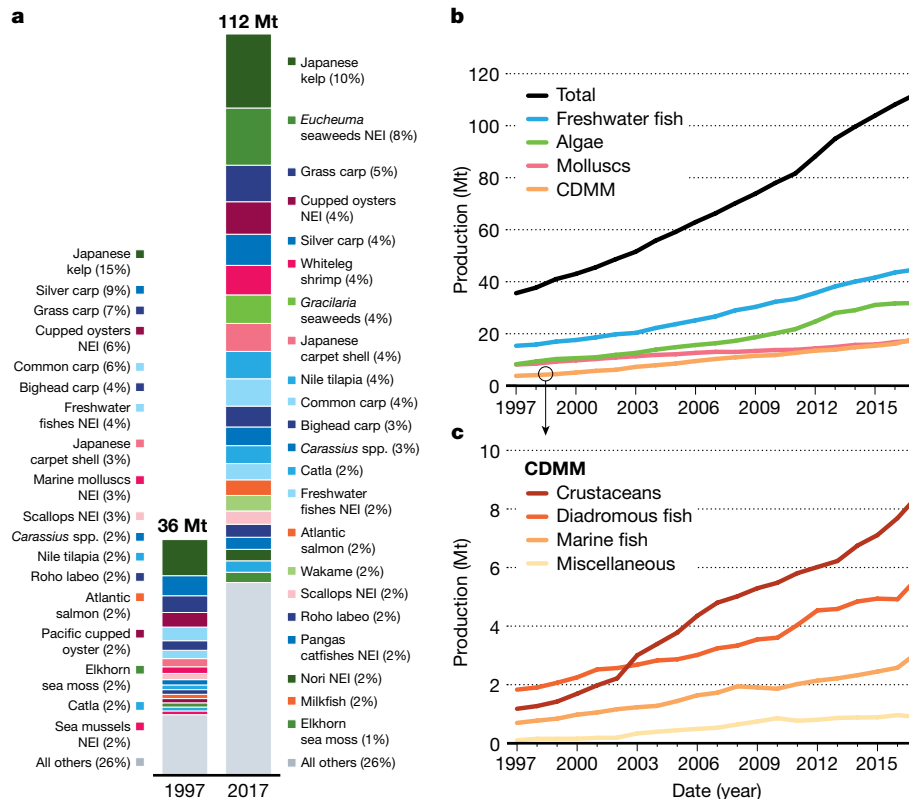 a
112 Mt
Japanese
kelp (10%)
Eucheuma
seaweeds NEI (8%)
Grass carp (5%)
Cupped oysters
NEI (4%)
Silver carp (4%)
Whiteleg
shrimp (4%)
Gracilaria
seaweeds (4%)
Japanese
carpet shell (4%)
Nile tilapia (4%)
Common carp (4%)
Bighead carp (3%)
Carassius spp. (3%)
Catla (2%)
Freshwater
fishes NEI (2%)
Atlantic
salmon (2%)
Wakame (2%)
Scallops NEI (2%)
Roho labeo (2%)
Pangas
catfishes NEI (2%)
Nori NEI (2%)
Milkfish (2%)
Elkhorn
sea moss (1%)
All others (26%)
Japanese
kelp (15%)
Silver carp (9%)
Grass carp (7%)
Cupped oysters
NEI (6%)
Common carp (6%)
Bighead carp (4%)
Freshwater
fishes NEI (4%)
Japanese
carpet shell (3%)
Marine molluscs
NEI (3%)
Scallops NEI (3%)
Carassius spp. (2%)
Nile tilapia (2%)
Roho labeo (2%)
Atlantic
salmon (2%)
Pacific cupped
oyster (2%)
Elkhorn
sea moss (2%)
Catla (2%)
Sea mussels
NEI (2%)
All others (26%)
36 Mt
1997
2017
b
Production (Mt)
120
100
80
60
40
20
0
Total
Freshwater fish
Algae
Molluscs
CDMM
1997
2000
2003
2006
2009
2012
2015
c
Production (Mt)
10
8
6
4
2
0
CDMM
Crustaceans
Diadromous fish
Marine fish
Miscellaneous
1997
2000
2003
2006
2009
2012
2015
Date (year)